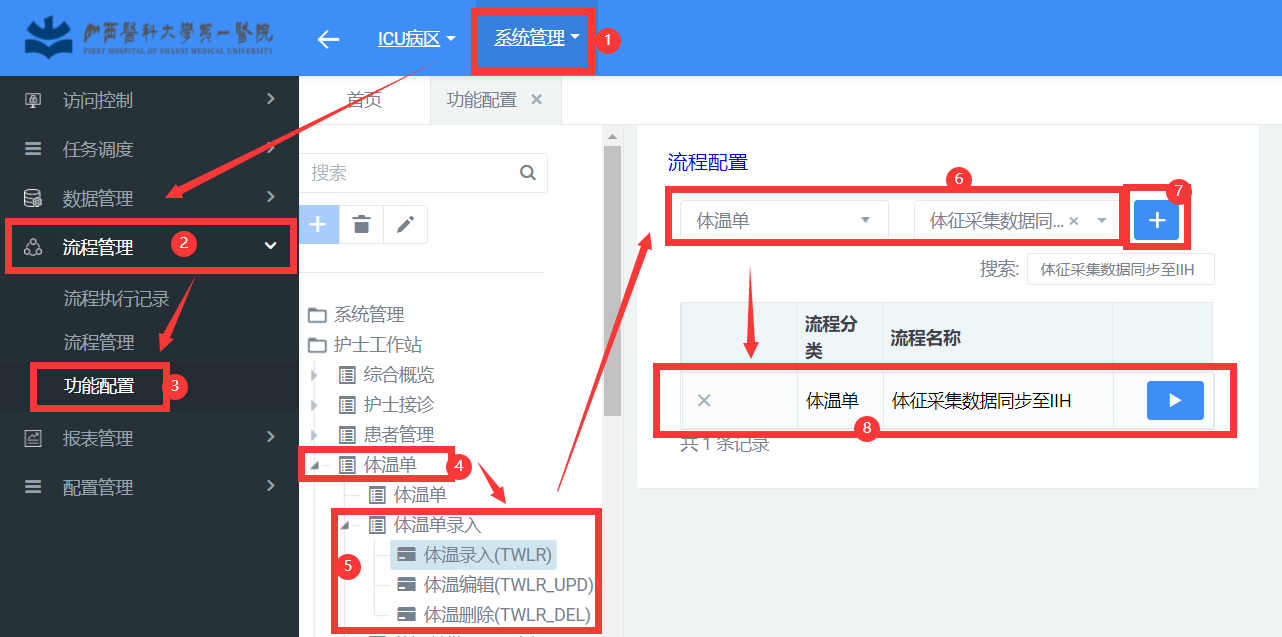 山西醫科大學第一醫院
FIRST HOSPITAL OF SHANXI MEDICAL UNIVERSITY
ICU病区
系统管理
1
访问控制
任务调度
数据管理
流程管理
2
流程执行记录
流程管理
功能配置
3
报表管理
配置管理
首页
功能配置
搜索
系统管理
护士工作站
综合概览
护士接诊
患者管理
体温单
4
体温单
体温单录入
5
体温录入(TWLR)
体温编辑(TWLR_UPD)
体温删除(TWLR_DEL)
流程配置
6
7
体温单
体征采集数据同...
搜索:
体征采集数据同步至IIH
流程分类
流程名称
体温单
体征采集数据同步至IIH
8
共 1 条记录